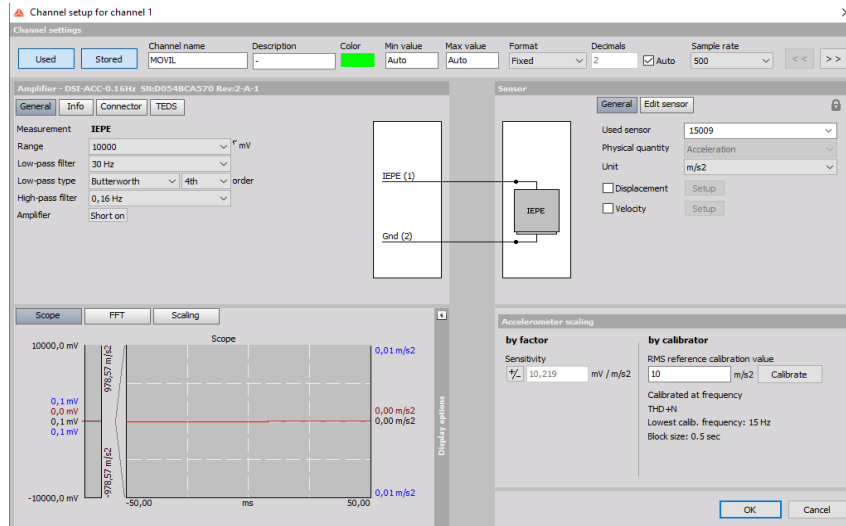 Channel setup for channel 1
Channel settings
Used Stored
Channel name Description Color Min value Max value Format Decimals Sample rate
MOVIL - Auto Auto Fixed 2 Auto 500 << >>
Amplifier - DSI-ACC-0.16Hz SN:D054BCA570 Rev:2-A-1
General Info Connector TEDS
Measurement IEPE
Range 10000 mV
Low-pass filter 30 Hz
Low-pass type Butterworth 4th order
High-pass filter 0,16 Hz
Amplifier Short on
IEPE (1)
Gnd (2)
Sensor
General Edit sensor
IEPE
Used sensor 15009
Physical quantity Acceleration
Unit m/s2
Displacement Setup
Velocity Setup
Scope FFT Scaling
Scope
10000,0 mV
978,57 m/s2
0,01 m/s2
0,1 mV
0,0 mV 0,00 m/s2
0,1 mV 0,00 m/s2
0,1 mV
-978,57 m/s2
0,01 m/s2
-10000,0 mV
-50,00 ms 50,00
Display options
Accelerometer scaling
by factor
Sensitivity
+/- 10,219 mV / m/s2
by calibrator
RMS reference calibration value
10 m/s2 Calibrate
Calibrated at frequency
THD+N
Lowest calib. frequency: 15 Hz
Block size: 0.5 sec
OK Cancel